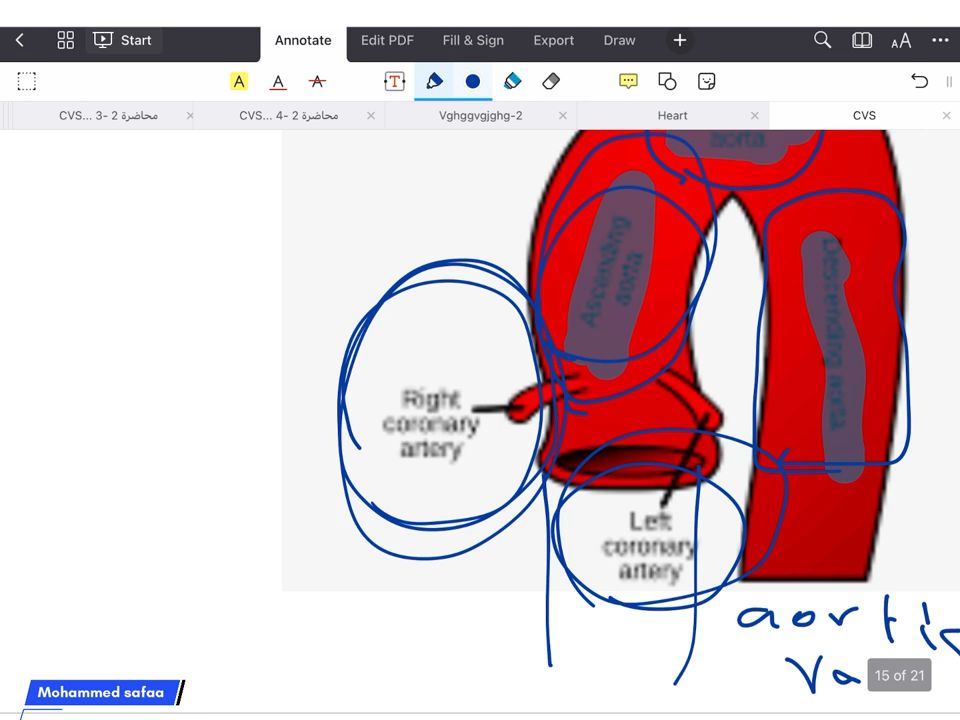 Start
Annotate
Edit PDF
Fill & Sign
Export
Draw
CVS... 3- 2 محاضرة
CVS... 4- 2 محاضرة
Vghggvgjghg-2
Heart
CVS
aorta
Ascending
aorta
Descending aorta
Right
coronary
artery
Left
coronary
artery
aortic
Va
15 of 21
Mohammed safaa